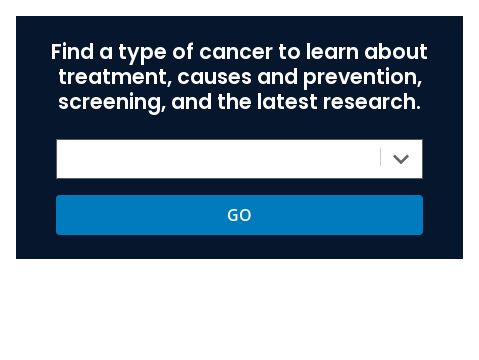 Find a type of cancer to learn about
treatment, causes and prevention,
screening, and the latest research.
GO